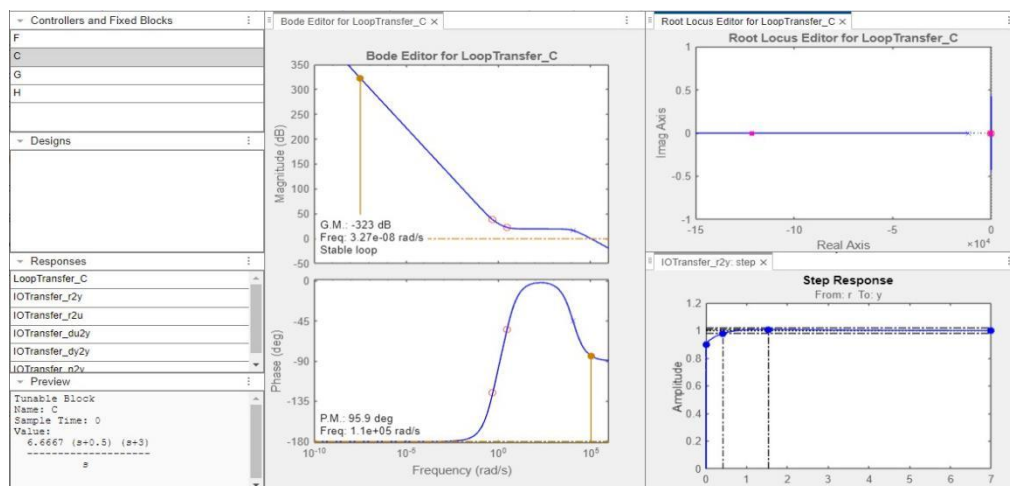 Controllers and Fixed Blocks
F
C
G
H
Designs
Responses
LoopTransfer_C
IOTransfer_r2y
IOTransfer_r2u
IOTransfer_du2y
IOTransfer_dy2y
IOTransfer_n2y
Preview
Tunable Block
Name: C
Sample Time: 0
Value:
6.6667 (s+0.5) (s+3)
--------------------
s
Bode Editor for LoopTransfer_C
Bode Editor for LoopTransfer_C
Magnitude (dB)
350
300
250
200
150
100
50
0
-50
G.M.: -323 dB
Freq: 3.27e-08 rad/s
Stable loop
Phase (deg)
0
-45
-90
-135
-180
P.M.: 95.9 deg
Freq: 1.1e+05 rad/s
10^-10 10^-5 10^0 10^5
Frequency (rad/s)
Root Locus Editor for LoopTransfer_C
Root Locus Editor for LoopTransfer_C
Imag Axis
1
0.5
0
-0.5
-1
-15 -10 -5 0
Real Axis
×10^4
IOTransfer_r2y: step
Step Response
From: r To: y
Amplitude
1.2
1
0.8
0.6
0.4
0.2
0
0 1 2 3 4 5 6 7